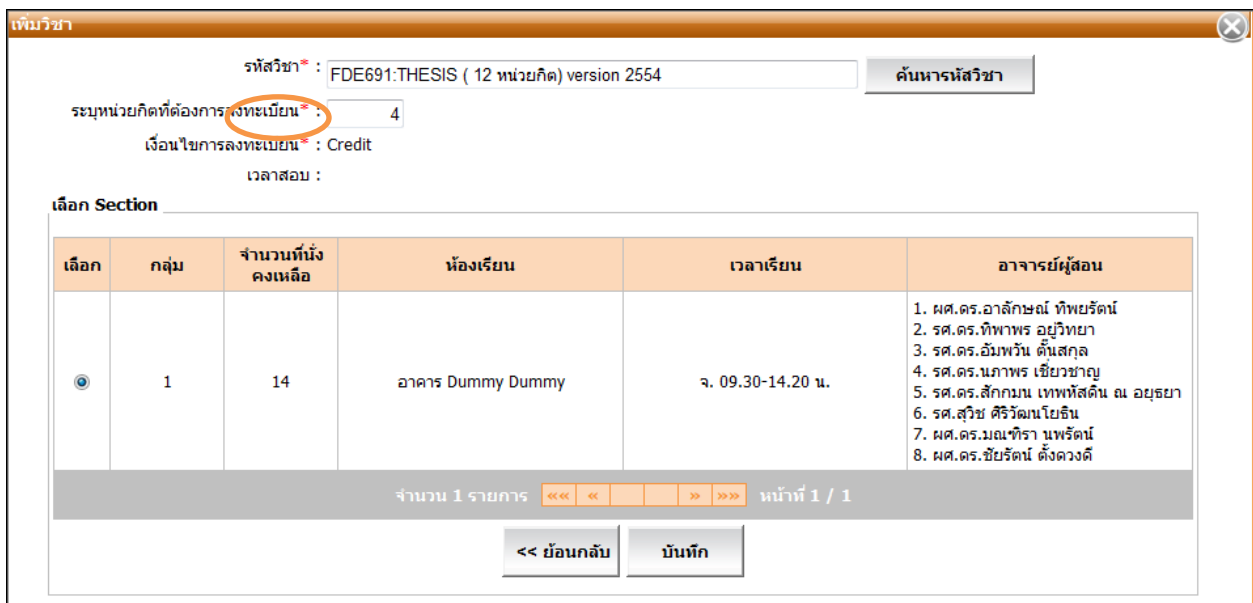 เพิ่มวิชา
รหัสวิชา* : FDE691:THESIS ( 12 หน่วยกิต) version 2554 ค้นหารหัสวิชา
ระบุหน่วยกิตที่ต้องการลงทะเบียน* : 4
เงื่อนไขการลงทะเบียน* : Credit
เวลาสอบ :
เลือก Section
เลือก กลุ่ม จำนวนที่นั่ง ห้องเรียน เวลาเรียน อาจารย์ผู้สอน
คงเหลือ
1 14 อาคาร Dummy Dummy จ. 09.30-14.20 น.
1. ผศ.ดร.อาลักษณ์ ทิพยรัตน์
2. รศ.ดร.ทิพาพร อยู่วิทยา
3. รศ.ดร.อัมพวัน ตั้นสกุล
4. รศ.ดร.นภาพร เชี่ยวชาญ
5. รศ.ดร.สักกมน เทพหัสดิน ณ อยุธยา
6. รศ.สุวิช ศิริวัฒนโยธิน
7. ผศ.ดร.มณฑิรา นพรัตน์
8. ผศ.ดร.ชัยรัตน์ ตั้งดวงดี
จำนวน 1 รายการ «« « » »» หน้าที่ 1 / 1
<< ย้อนกลับ บันทึก